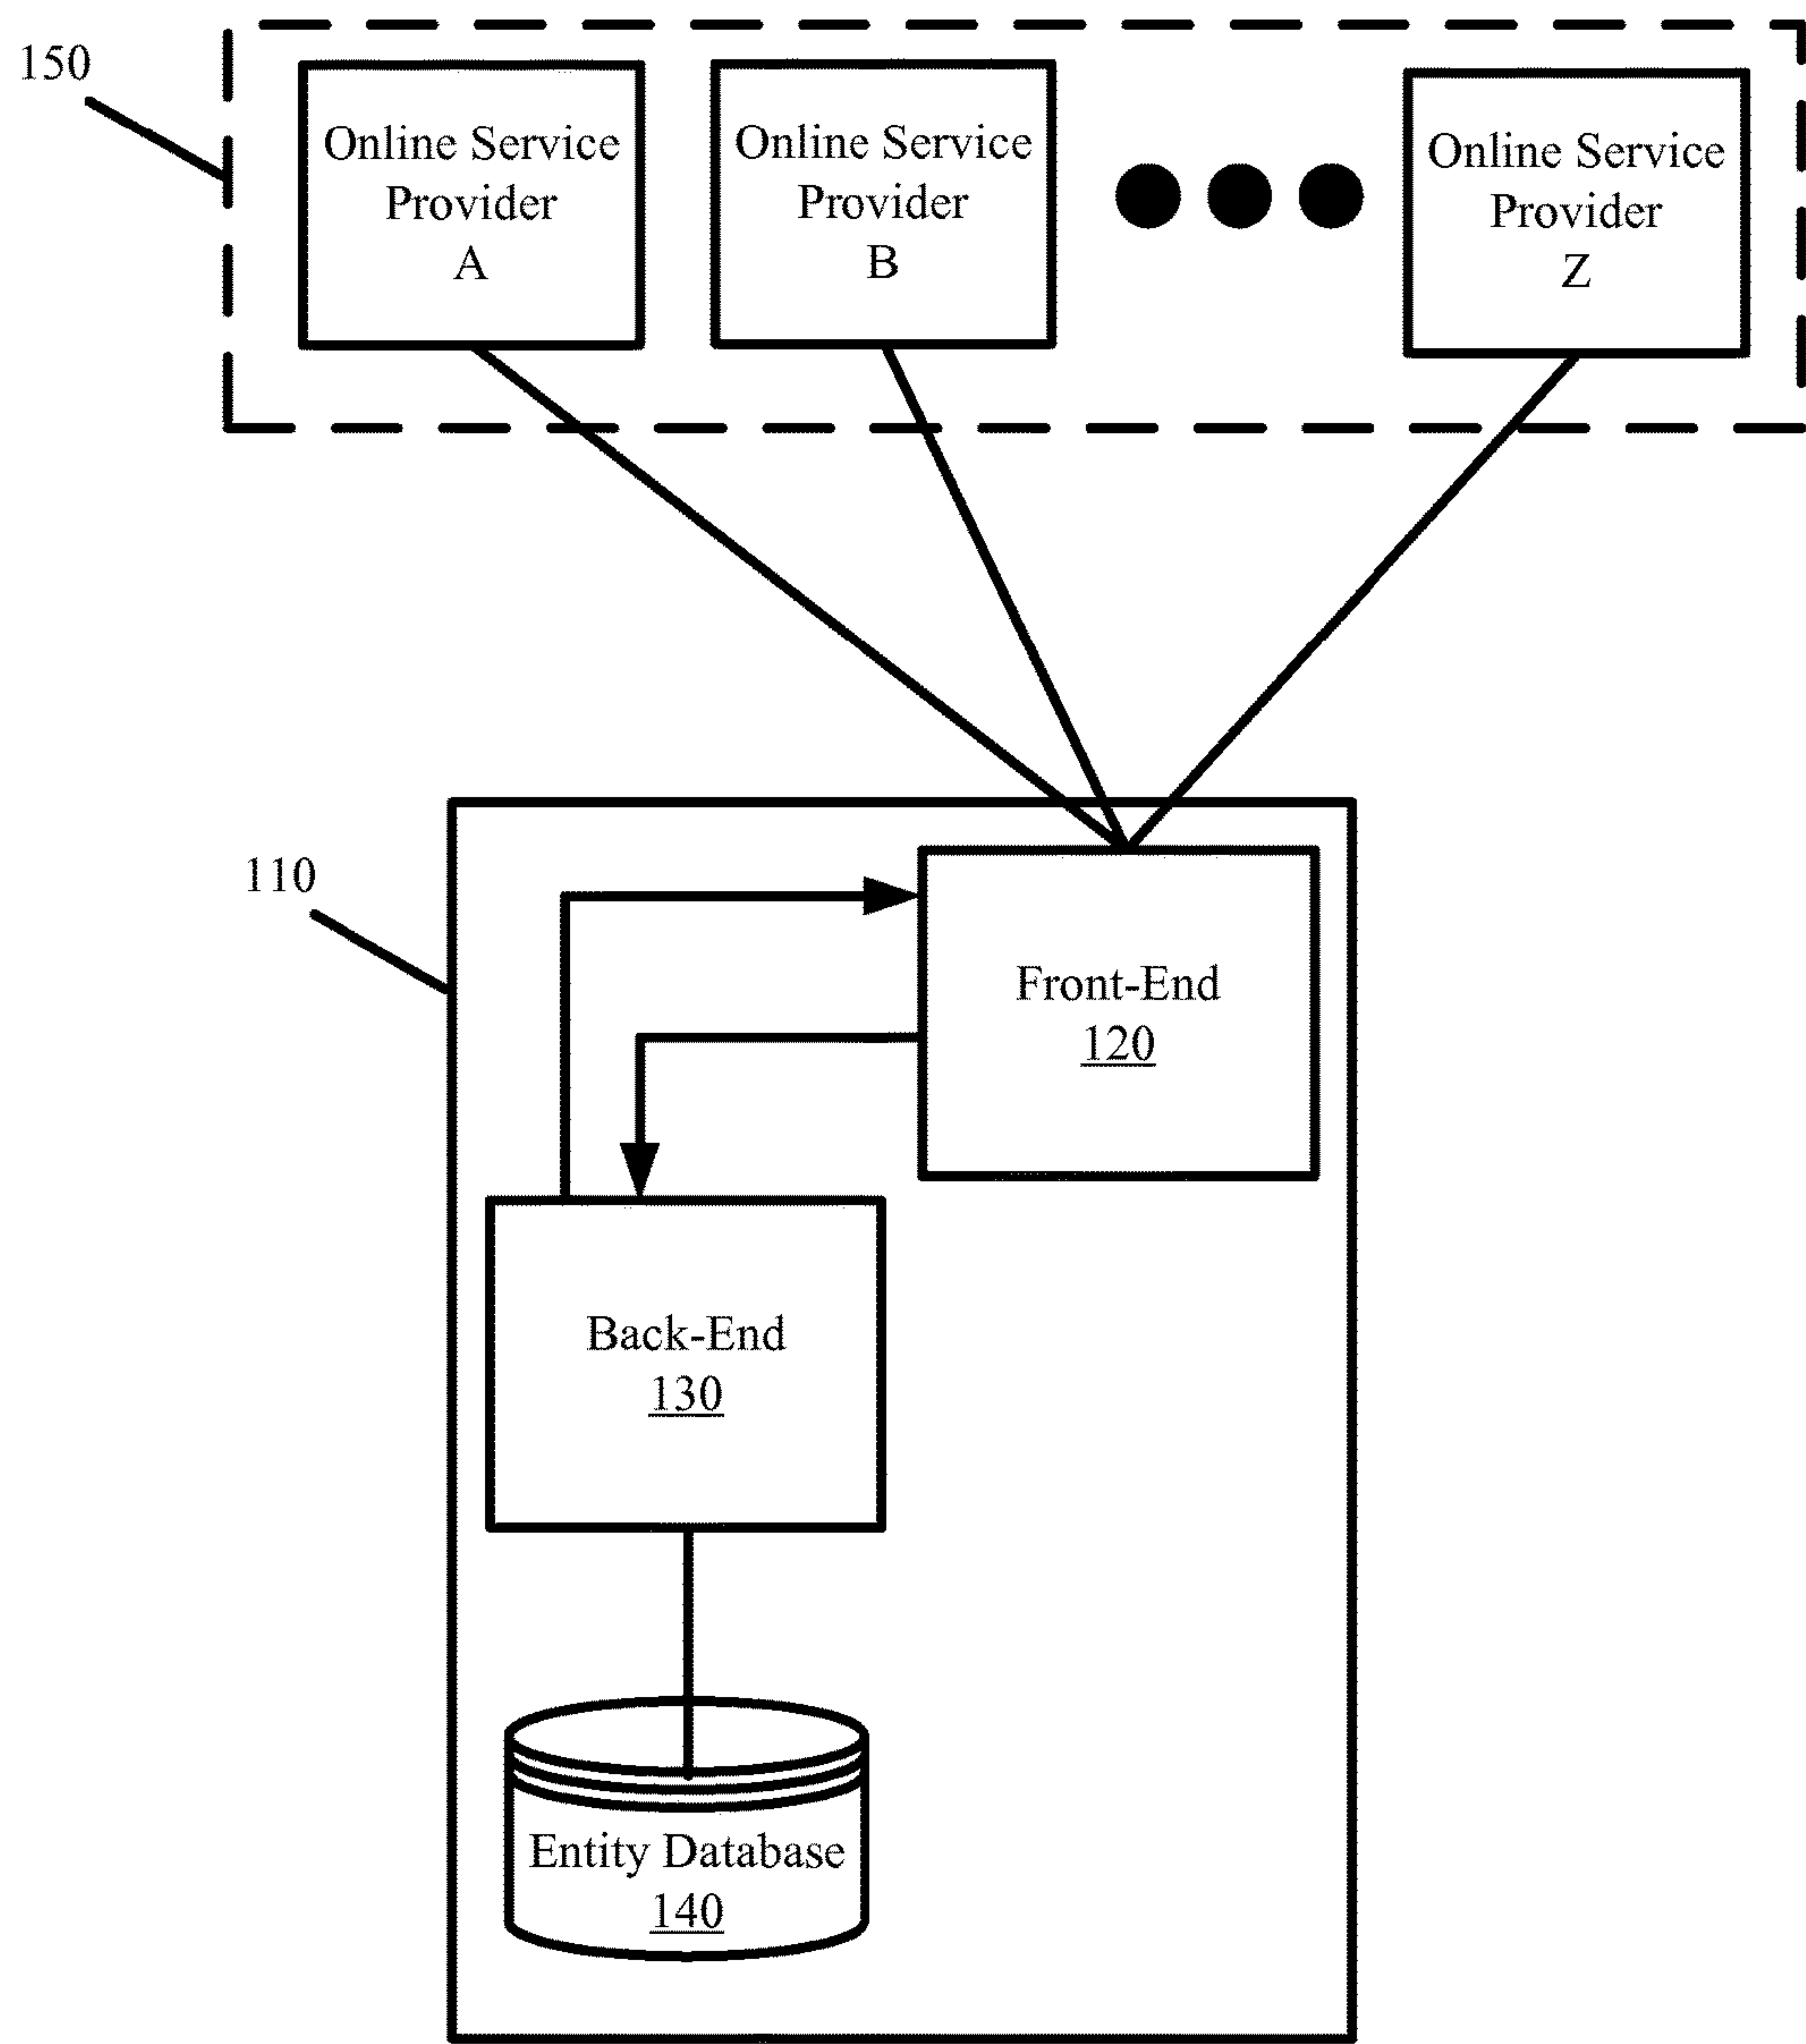 150
Online Service
Provider
A
Online Service
Provider
B
Online Service
Provider
Z
110
Front-End
120
Back-End
130
Entity Database
140